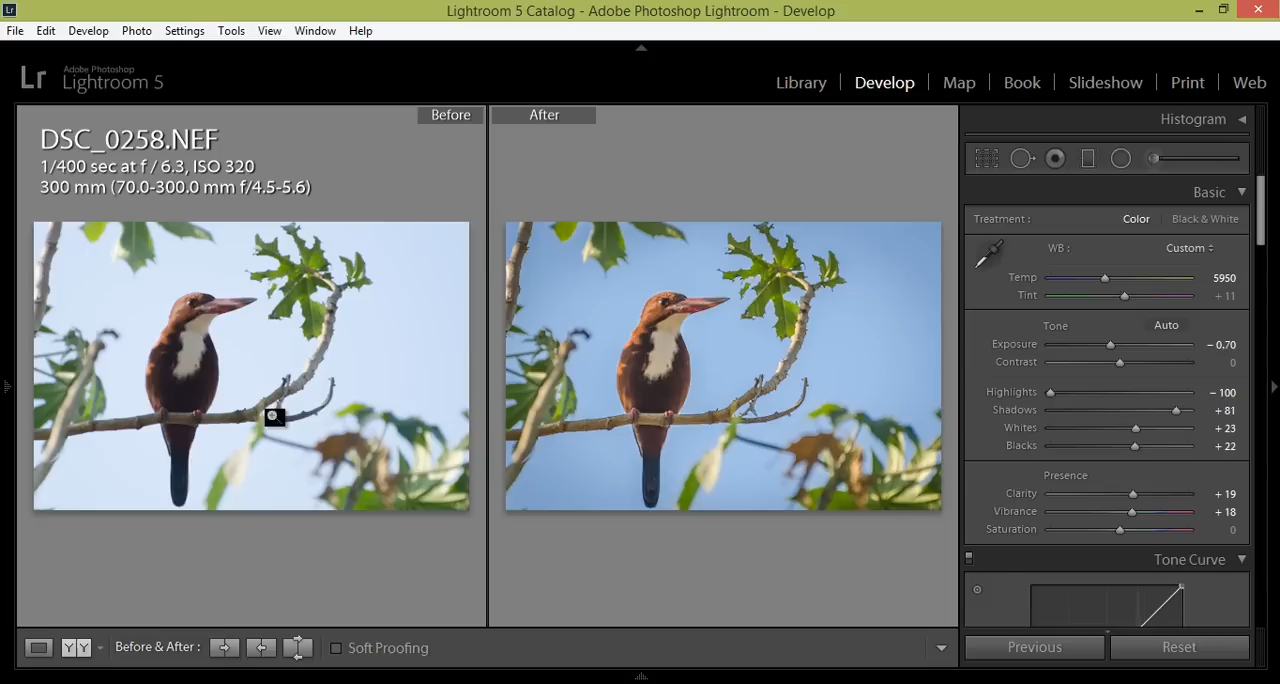 Lr
Lightroom 5 Catalog - Adobe Photoshop Lightroom - Develop
File Edit Develop Photo Settings Tools View Window Help
Lr Adobe Photoshop
Lightroom 5
Library | Develop | Map | Book | Slideshow | Print | Web
Before
After
DSC_0258.NEF
1/400 sec at f / 6.3, ISO 320
300 mm (70.0-300.0 mm f/4.5-5.6)
Histogram
Basic
Treatment : Color Black & White
WB : Custom
Temp 5950
Tint + 11
Tone Auto
Exposure – 0.70
Contrast 0
Highlights – 100
Shadows + 81
Whites + 23
Blacks + 22
Presence
Clarity + 19
Vibrance + 18
Saturation 0
Tone Curve
YY Before & After : Soft Proofing
Previous Reset